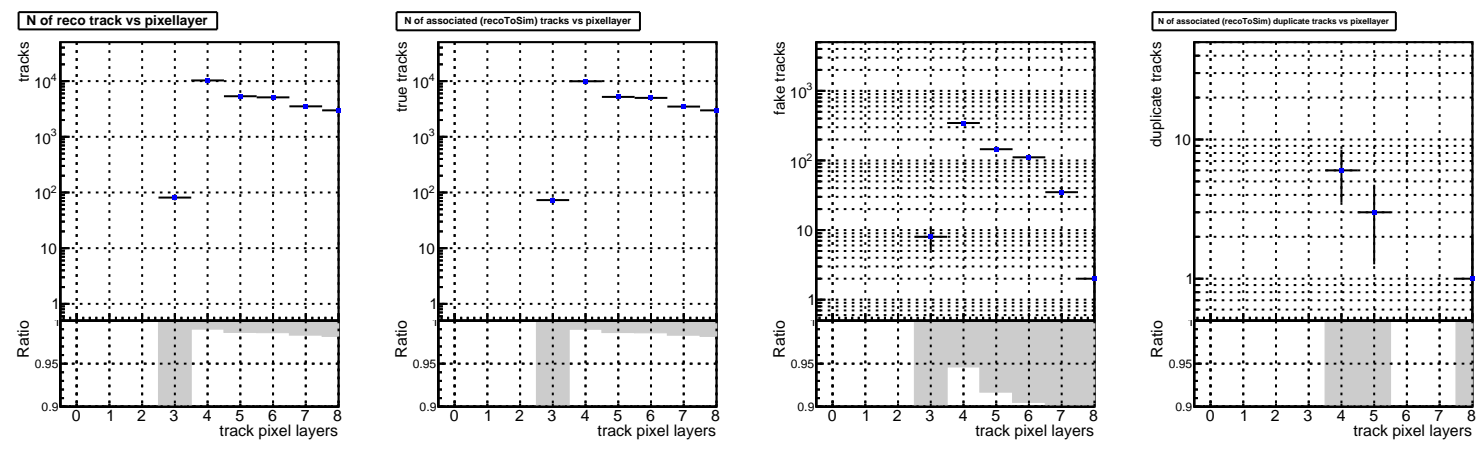 N of reco track vs pixellayer
tracks
10⁴
10³
10²
10
1
Ratio
1
0.95
0.9
0 1 2 3 4 5 6 7 8
track pixel layers
N of associated (recoToSim) tracks vs pixellayer
true tracks
10⁴
10³
10²
10
1
Ratio
1
0.95
0.9
0 1 2 3 4 5 6 7 8
track pixel layers
fake tracks
10³
10²
10
1
Ratio
1
0.95
0.9
0 1 2 3 4 5 6 7 8
track pixel layers
N of associated (recoToSim) duplicate tracks vs pixellayer
duplicate tracks
10
1
Ratio
1
0.95
0.9
0 1 2 3 4 5 6 7 8
track pixel layers